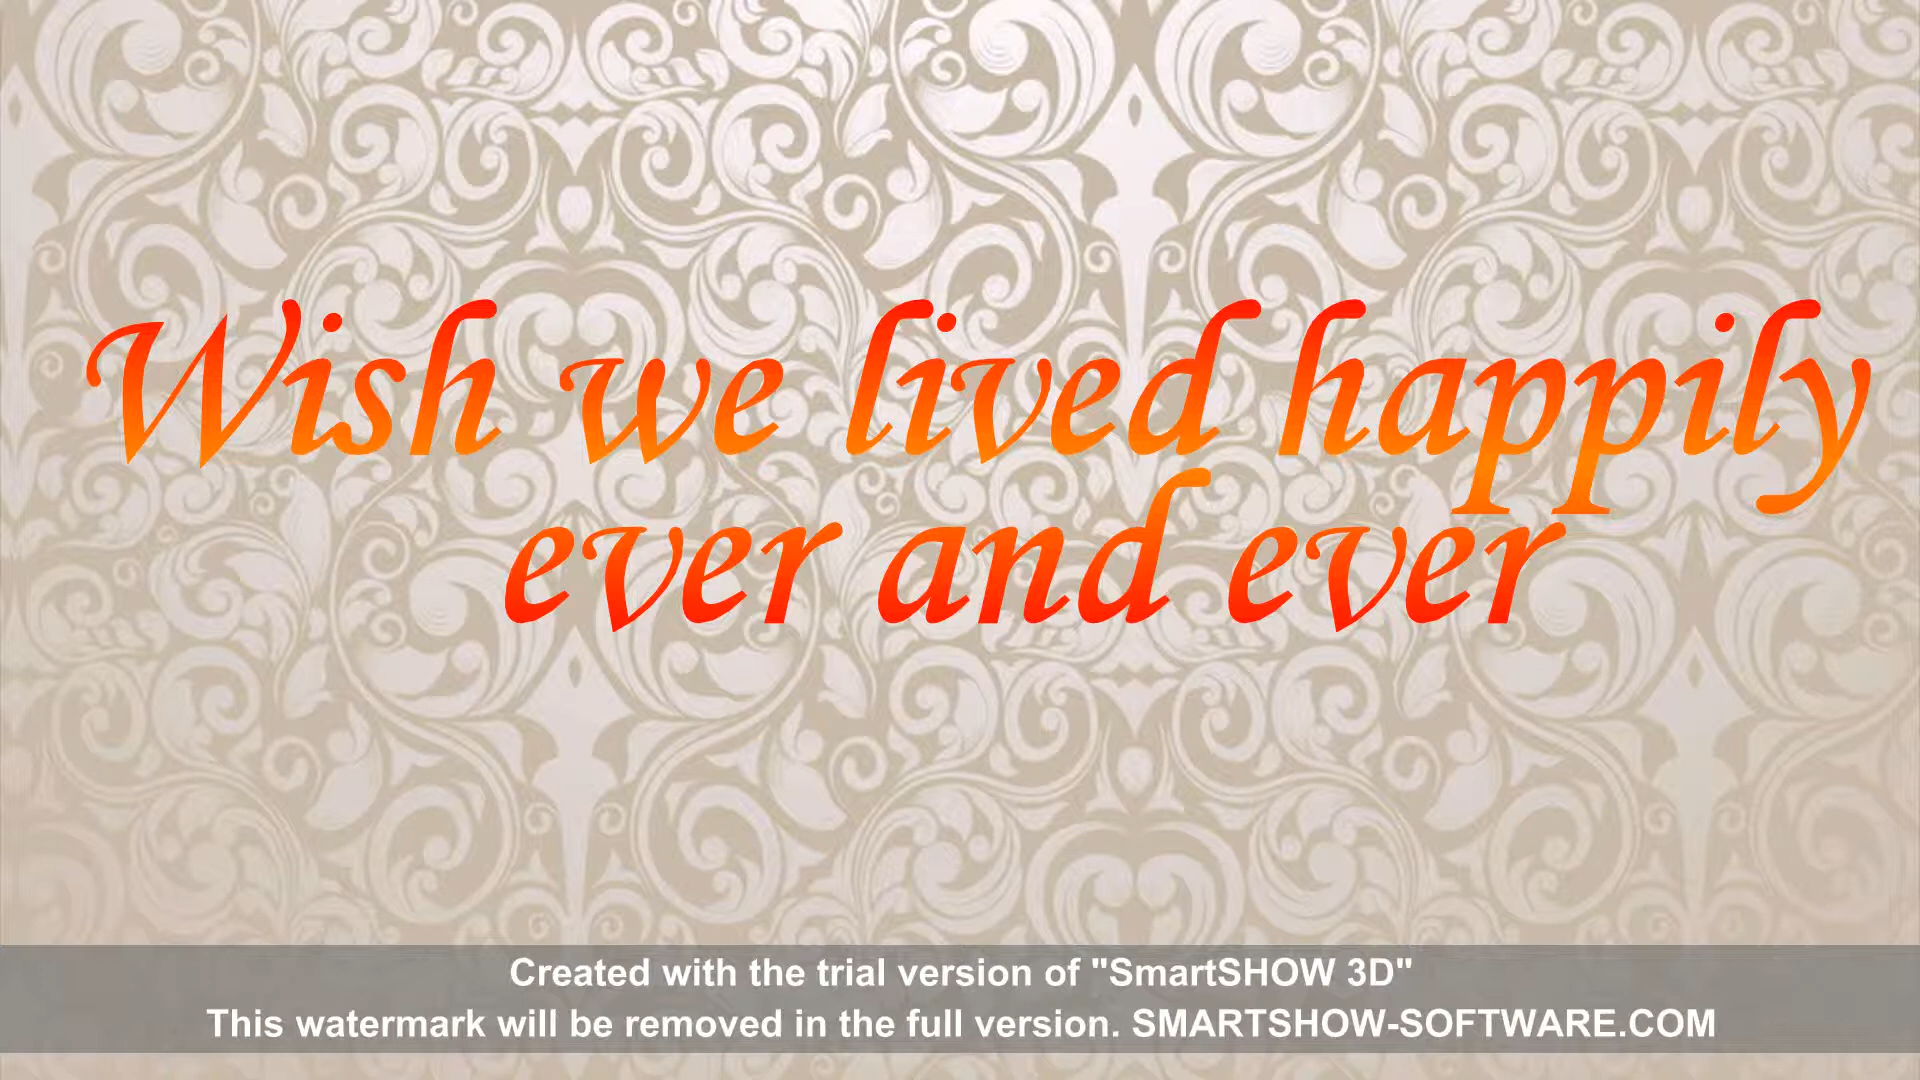 Wish we lived happily
ever and ever
Created with the trial version of "SmartSHOW 3D"
This watermark will be removed in the full version. SMARTSHOW-SOFTWARE.COM